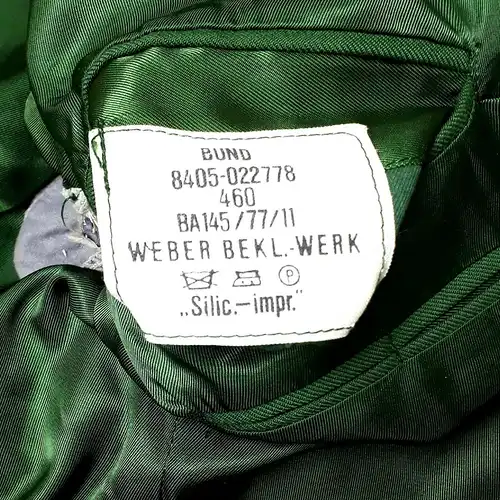 BUND
8405-022778
460
BA145/77/11
WEBER BEKL.-WERK
P
„Silic.-impr."